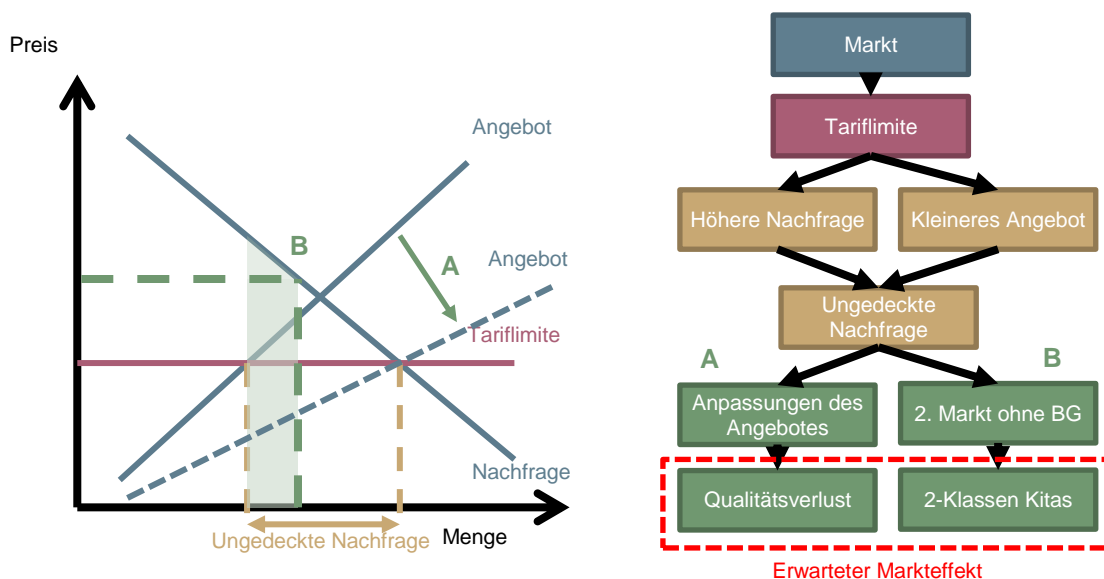 Preis
Angebot
B
A
Angebot
Tariflimite
Nachfrage
Ungedeckte Nachfrage
Menge
Markt
Tariflimite
Höhere Nachfrage
Kleineres Angebot
Ungedeckte
Nachfrage
A
B
Anpassungen des
Angebotes
2. Markt ohne BG
Qualitätsverlust
2-Klassen Kitas
Erwarteter Markteffekt